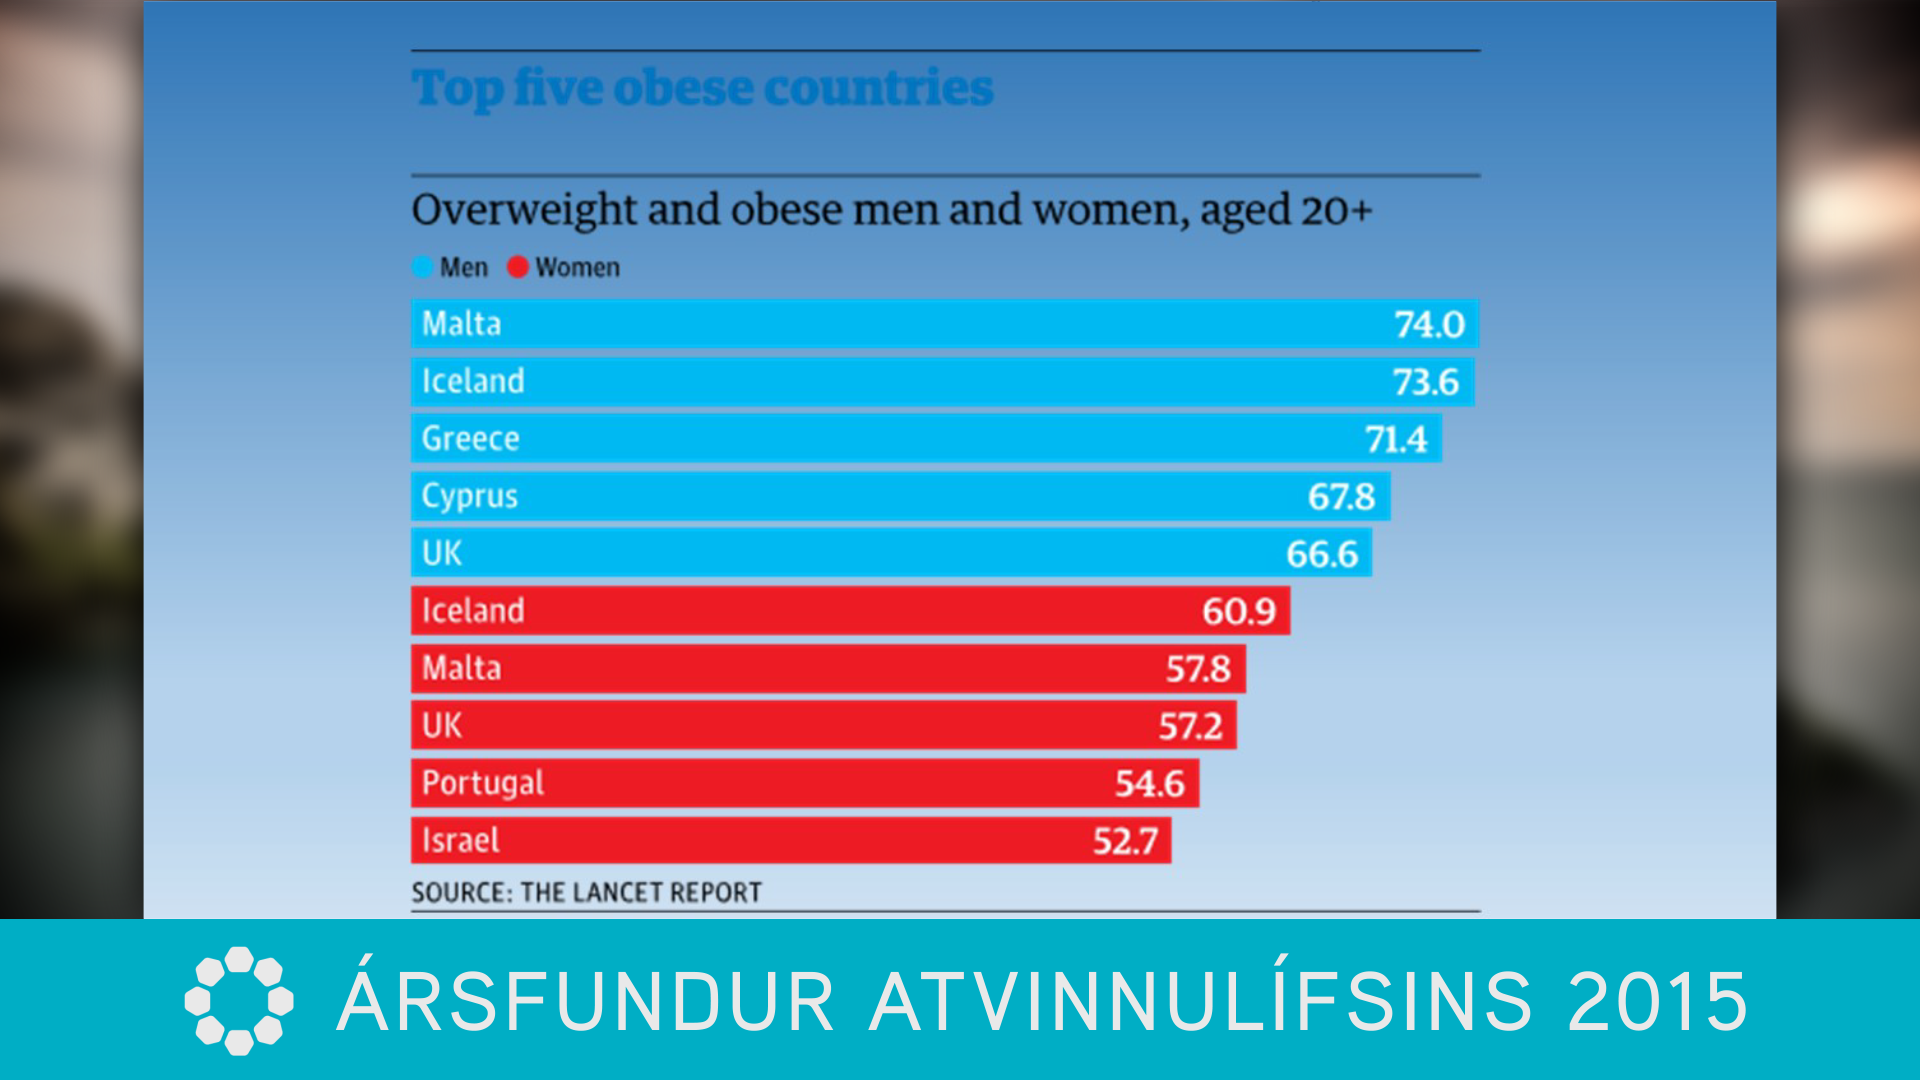 Top five obese countries
Overweight and obese men and women, aged 20+
Men Women
Malta 74.0
Iceland 73.6
Greece 71.4
Cyprus 67.8
UK 66.6
Iceland 60.9
Malta 57.8
UK 57.2
Portugal 54.6
Israel 52.7
SOURCE: THE LANCET REPORT
ÁRSFUNDUR ATVINNULÍFSINS 2015